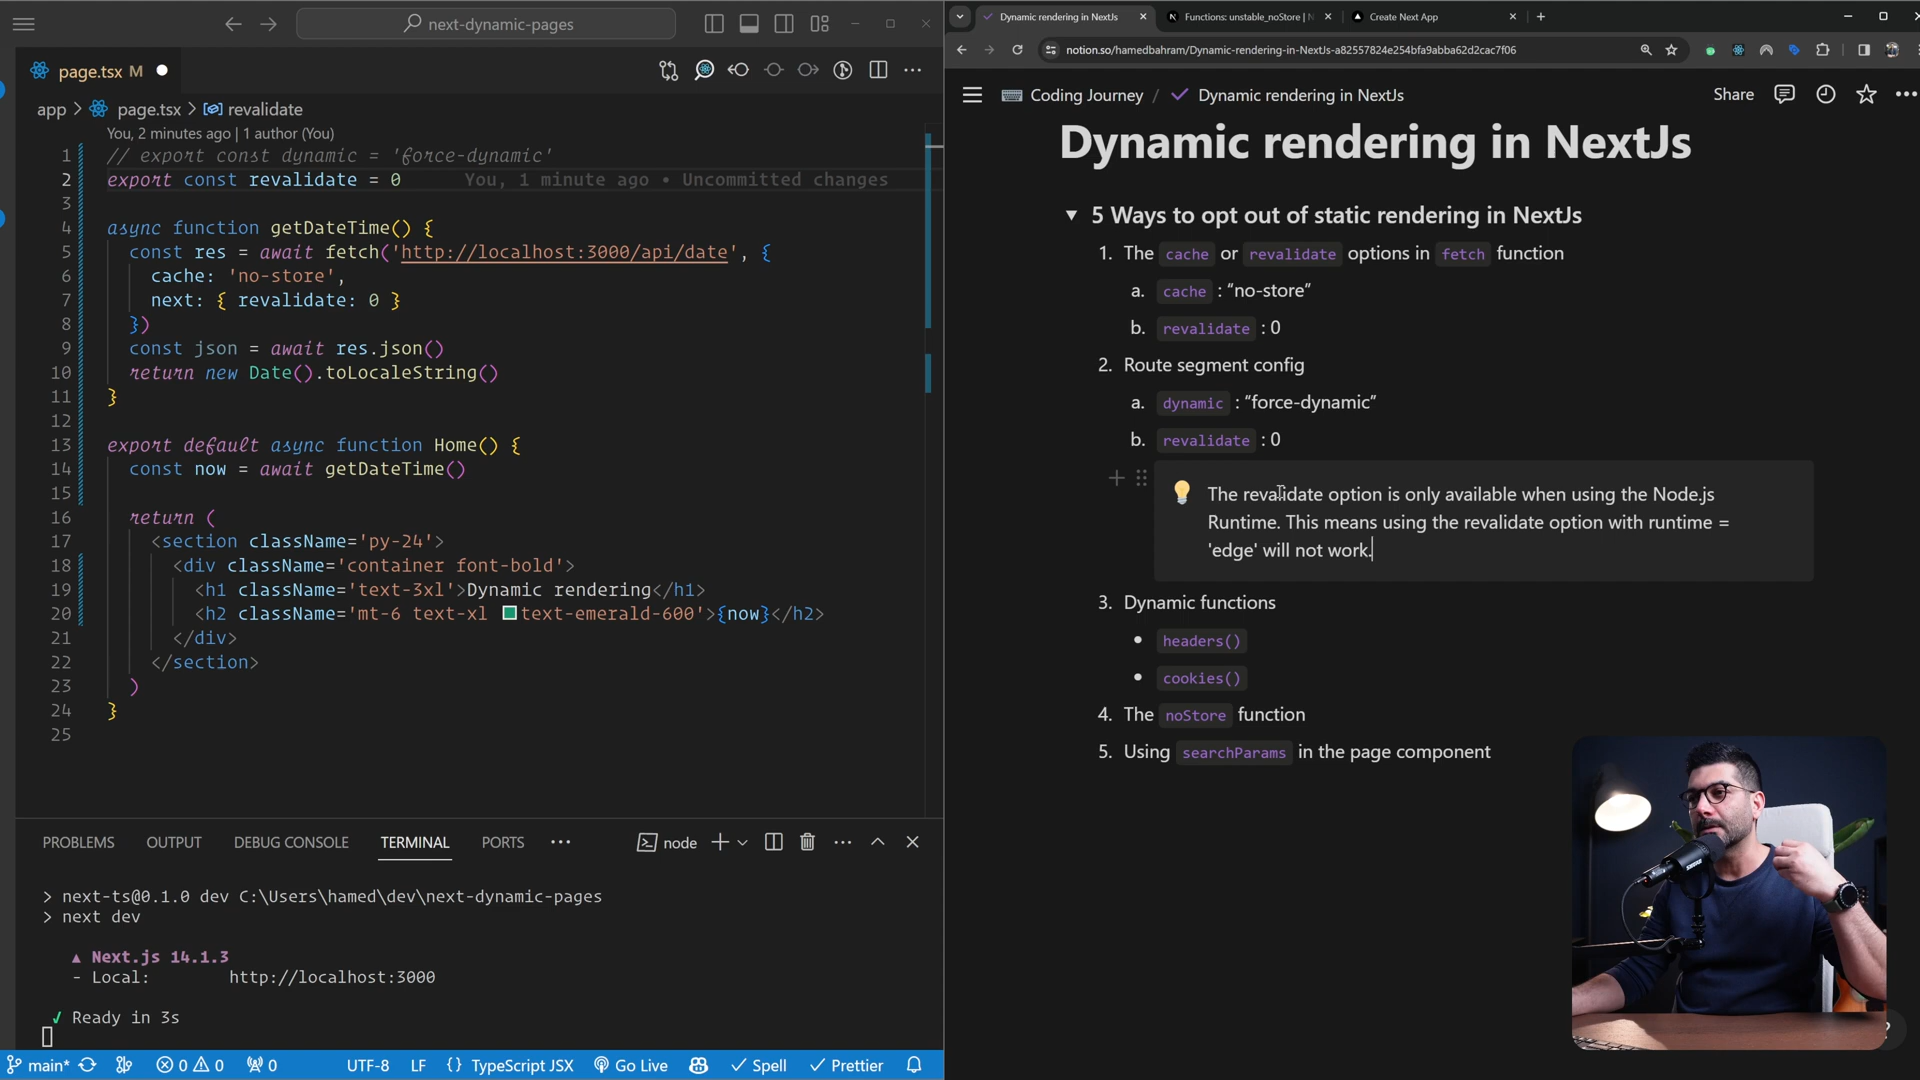 next-dynamic-pages
page.tsx M
app > page.tsx > revalidate
You, 2 minutes ago | 1 author (You)
1 // export const dynamic = 'force-dynamic'
2 export const revalidate = 0 You, 1 minute ago • Uncommitted changes
3
4 async function getDateTime() {
5 const res = await fetch('http://localhost:3000/api/date', {
6 cache: 'no-store',
7 next: { revalidate: 0 }
8 })
9 const json = await res.json()
10 return new Date().toLocaleString()
11 }
12
13 export default async function Home() {
14 const now = await getDateTime()
15
16 return (
17 <section className='py-24'>
18 <div className='container font-bold'>
19 <h1 className='text-3xl'>Dynamic rendering</h1>
20 <h2 className='mt-6 text-xl text-emerald-600'>{now}</h2>
21 </div>
22 </section>
23 )
24 }
25
PROBLEMS OUTPUT DEBUG CONSOLE TERMINAL PORTS ••• node
> next-ts@0.1.0 dev C:\Users\hamed\dev\next-dynamic-pages
> next dev
▲ Next.js 14.1.3
- Local: http://localhost:3000
✓ Ready in 3s
main* 0 0 0 UTF-8 LF {} TypeScript JSX Go Live Spell Prettier
Dynamic rendering in NextJs Functions: unstable_noStore | N Create Next App
notion.so/hamedbahram/Dynamic-rendering-in-NextJs-a82557824e254bfa9abba62d2cac7f06
Coding Journey / Dynamic rendering in NextJs Share
Dynamic rendering in NextJs
5 Ways to opt out of static rendering in NextJs
1. The cache or revalidate options in fetch function
a. cache : “no-store”
b. revalidate : 0
2. Route segment config
a. dynamic : “force-dynamic”
b. revalidate : 0
The revalidate option is only available when using the Node.js
Runtime. This means using the revalidate option with runtime =
'edge' will not work.
3. Dynamic functions
• headers()
• cookies()
4. The noStore function
5. Using searchParams in the page component